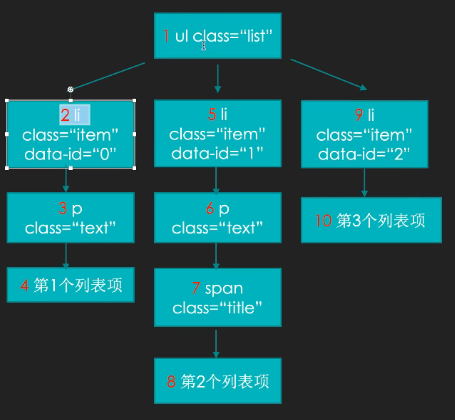 1 ul class=“list”
2 li
class=“item”
data-id=“0”
5 li
class=“item”
data-id=“1”
9 li
class=“item”
data-id=“2”
3 p
class=“text”
6 p
class=“text”
10 第3个列表项
4 第1个列表项
7 span
class=“title”
8 第2个列表项